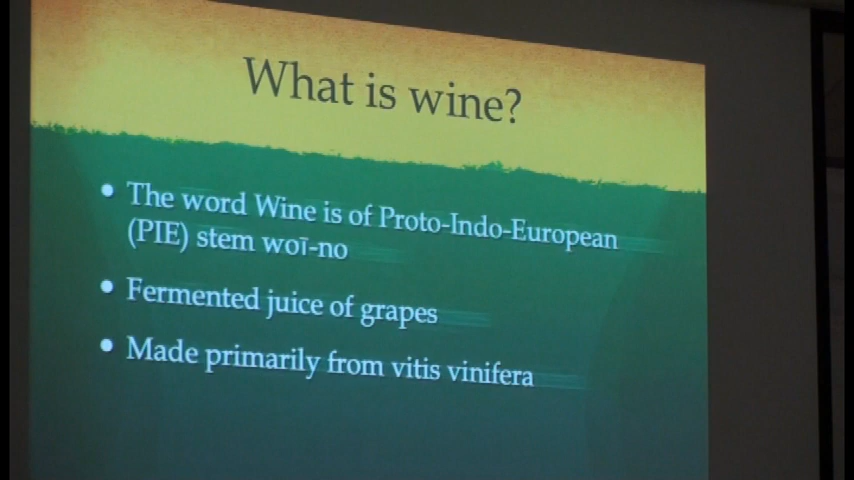 What is wine?
• The word Wine is of Proto-Indo-European
(PIE) stem woī-no
• Fermented juice of grapes
• Made primarily from vitis vinifera